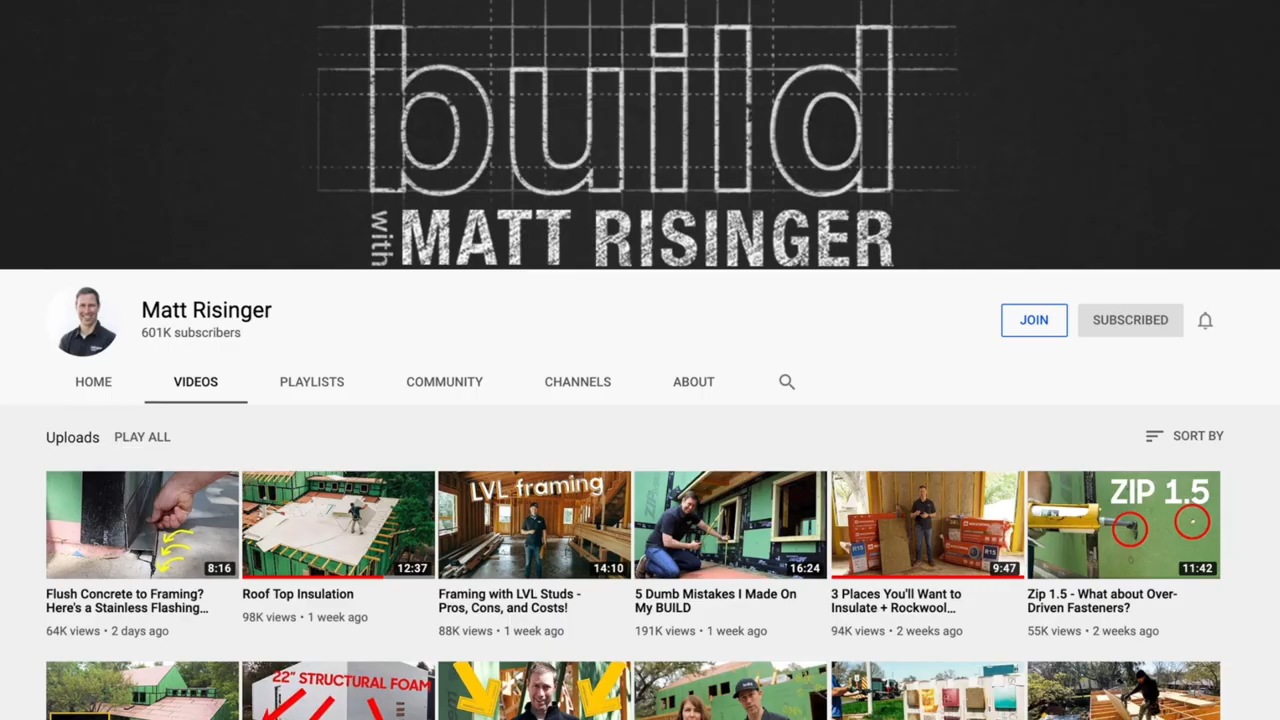 build
with MATT RISINGER
Matt Risinger
601K subscribers
JOIN
SUBSCRIBED
HOME
VIDEOS
PLAYLISTS
COMMUNITY
CHANNELS
ABOUT
Uploads
PLAY ALL
SORT BY
8:16
Flush Concrete to Framing?
Here's a Stainless Flashing...
64K views • 2 days ago
12:37
Roof Top Insulation
98K views • 1 week ago
LVL framing
14:10
Framing with LVL Studs -
Pros, Cons, and Costs!
88K views • 1 week ago
ZIP
16:24
5 Dumb Mistakes I Made On
My BUILD
191K views • 1 week ago
R15
R15
9:47
3 Places You'll Want to
Insulate + Rockwool...
94K views • 2 weeks ago
ZIP 1.5
11:42
Zip 1.5 - What about Over-
Driven Fasteners?
55K views • 2 weeks ago
22" STRUCTURAL FOAM